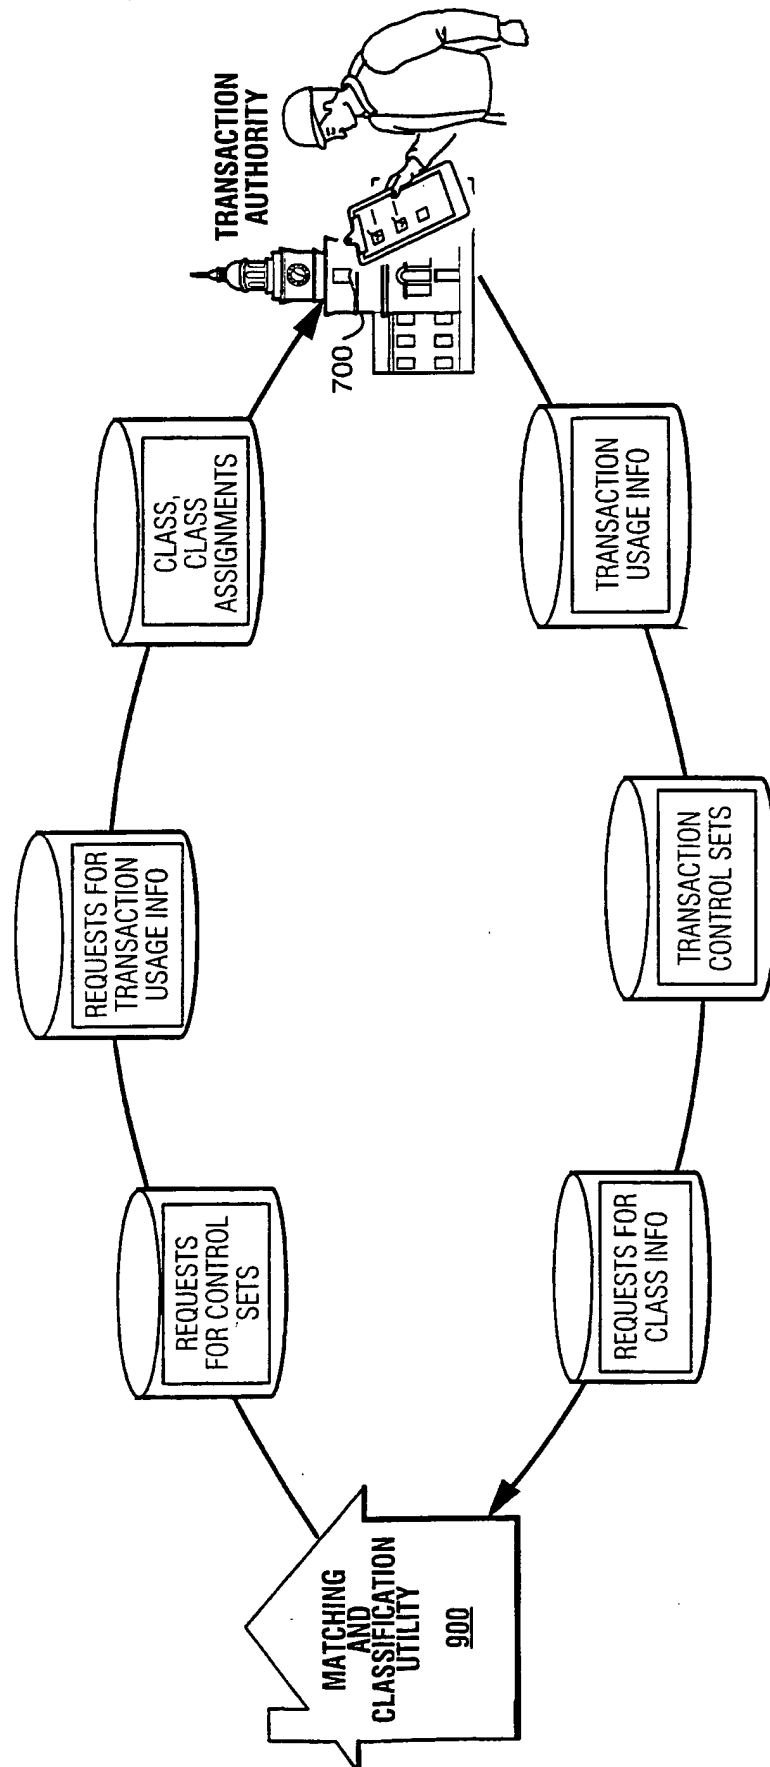 MATCHING
AND
CLASSIFICATION
UTILITY
900
REQUESTS
FOR CONTROL
SETS
REQUESTS FOR
TRANSACTION
USAGE INFO
CLASS,
CLASS
ASSIGNMENTS
TRANSACTION
AUTHORITY
700
REQUESTS FOR
CLASS INFO
TRANSACTION
CONTROL SETS
TRANSACTION
USAGE INFO